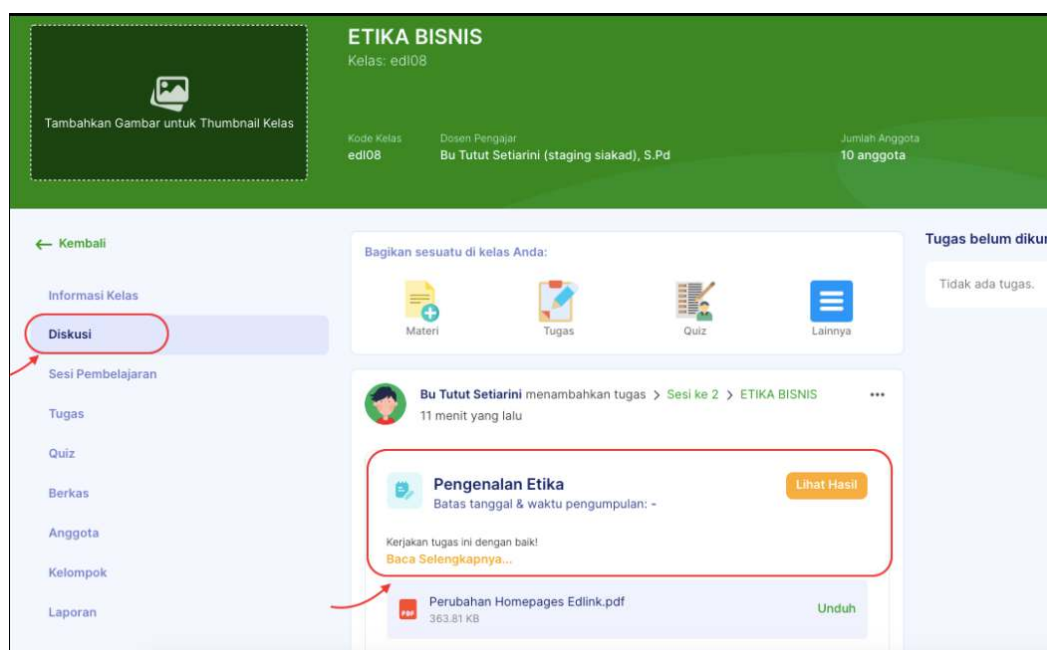 ETIKA BISNIS
Kelas: edl08
Tambahkan Gambar untuk Thumbnail Kelas
Kode Kelas
edl08
Dosen Pengajar
Bu Tutut Setiarini (staging siakad), S.Pd
Jumlah Anggota
10 anggota
Kembali
Informasi Kelas
Diskusi
Sesi Pembelajaran
Tugas
Quiz
Berkas
Anggota
Kelompok
Laporan
Bagikan sesuatu di kelas Anda:
Materi
Tugas
Quiz
Lainnya
Bu Tutut Setiarini menambahkan tugas > Sesi ke 2 > ETIKA BISNIS
11 menit yang lalu
Pengenalan Etika
Lihat Hasil
Batas tanggal & waktu pengumpulan: -
Kerjakan tugas ini dengan baik!
Baca Selengkapnya...
PDF
Perubahan Homepages Edlink.pdf
363.81 KB
Unduh
Tugas belum dikur
Tidak ada tugas.